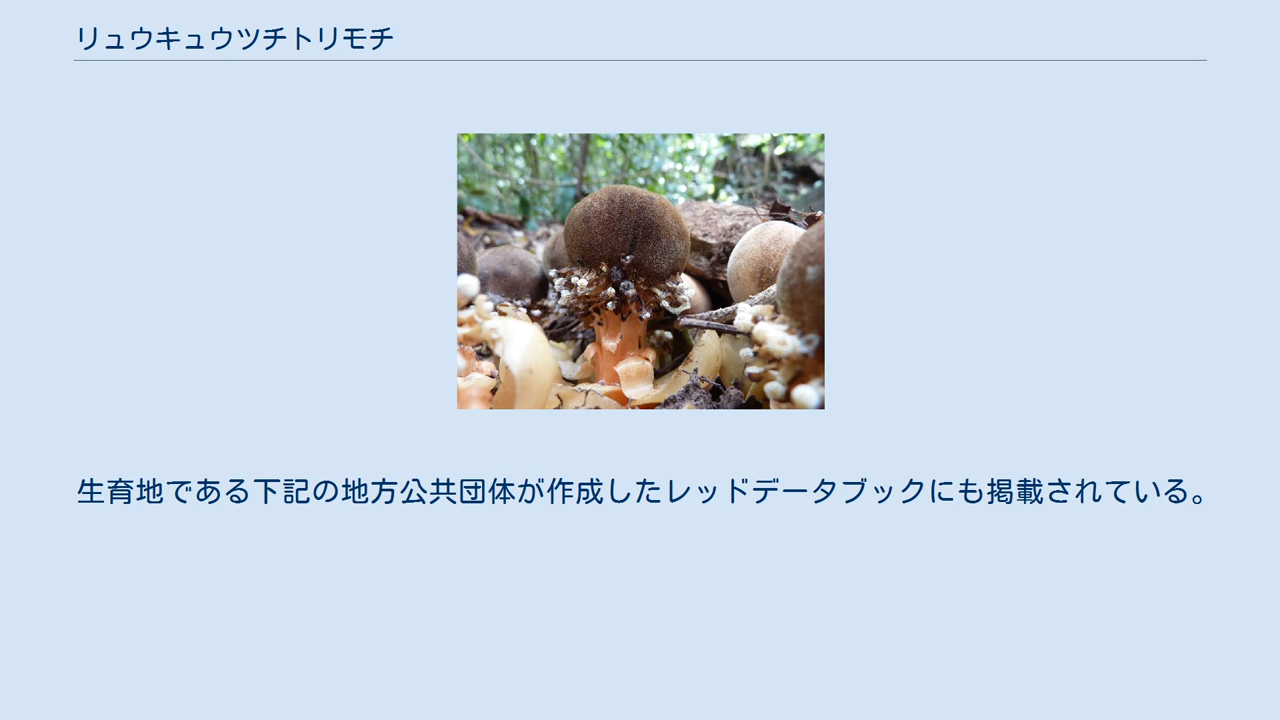 リュウキュウツチトリモチ
生育地である下記の地方公共団体が作成したレッドデータブックにも掲載されている。